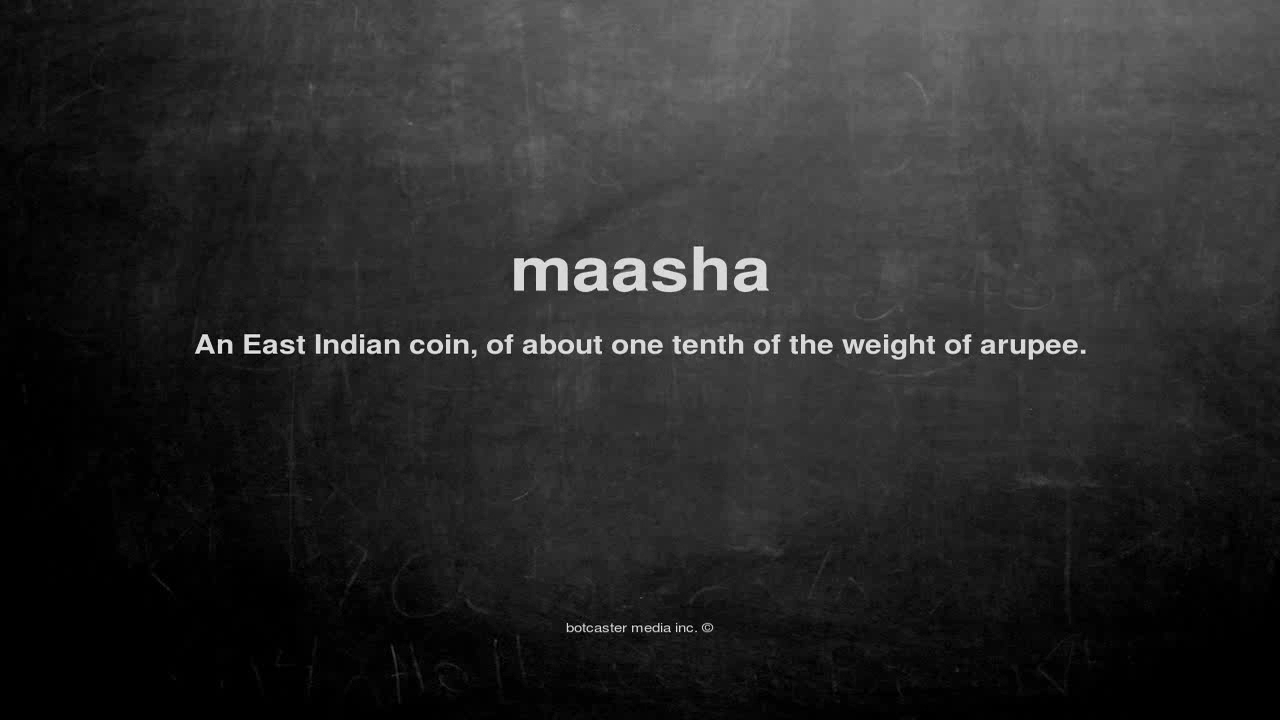 maasha
An East Indian coin, of about one tenth of the weight of arupee.
botcaster media inc. ©